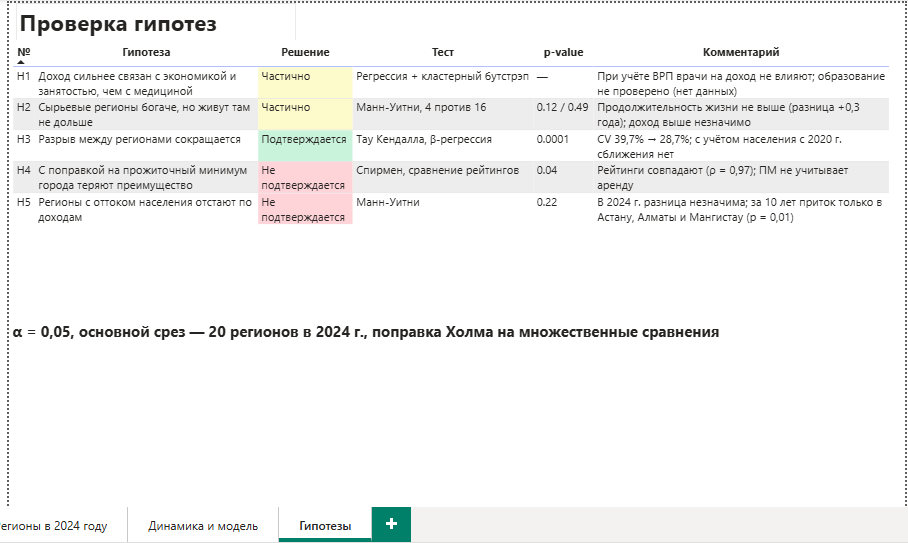 Проверка гипотез
№ Гипотеза Решение Тест p-value Комментарий
H1 Доход сильнее связан с экономикой и Частично Регрессия + кластерный бутстрэп — При учёте ВРП врачи на доход не влияют; образование
занятостью, чем с медициной не проверено (нет данных)
H2 Сырьевые регионы богаче, но живут там Частично Манн-Уитни, 4 против 16 0.12 / 0.49 Продолжительность жизни не выше (разница +0,3
не дольше года); доход выше незначимо
H3 Разрыв между регионами сокращается Подтверждается Тау Кендалла, β-регрессия 0.0001 CV 39,7% → 28,7%; с учётом населения с 2020 г.
сближения нет
H4 С поправкой на прожиточный минимум Не Спирмен, сравнение рейтингов 0.04 Рейтинги совпадают (ρ = 0,97); ПМ не учитывает
города теряют преимущество подтверждается аренду
H5 Регионы с оттоком населения отстают по Не Манн-Уитни 0.22 В 2024 г. разница незначима; за 10 лет приток только в
доходам подтверждается Астану, Алматы и Мангистау (p = 0,01)
α = 0,05, основной срез — 20 регионов в 2024 г., поправка Холма на множественные сравнения
егионы в 2024 году Динамика и модель Гипотезы +